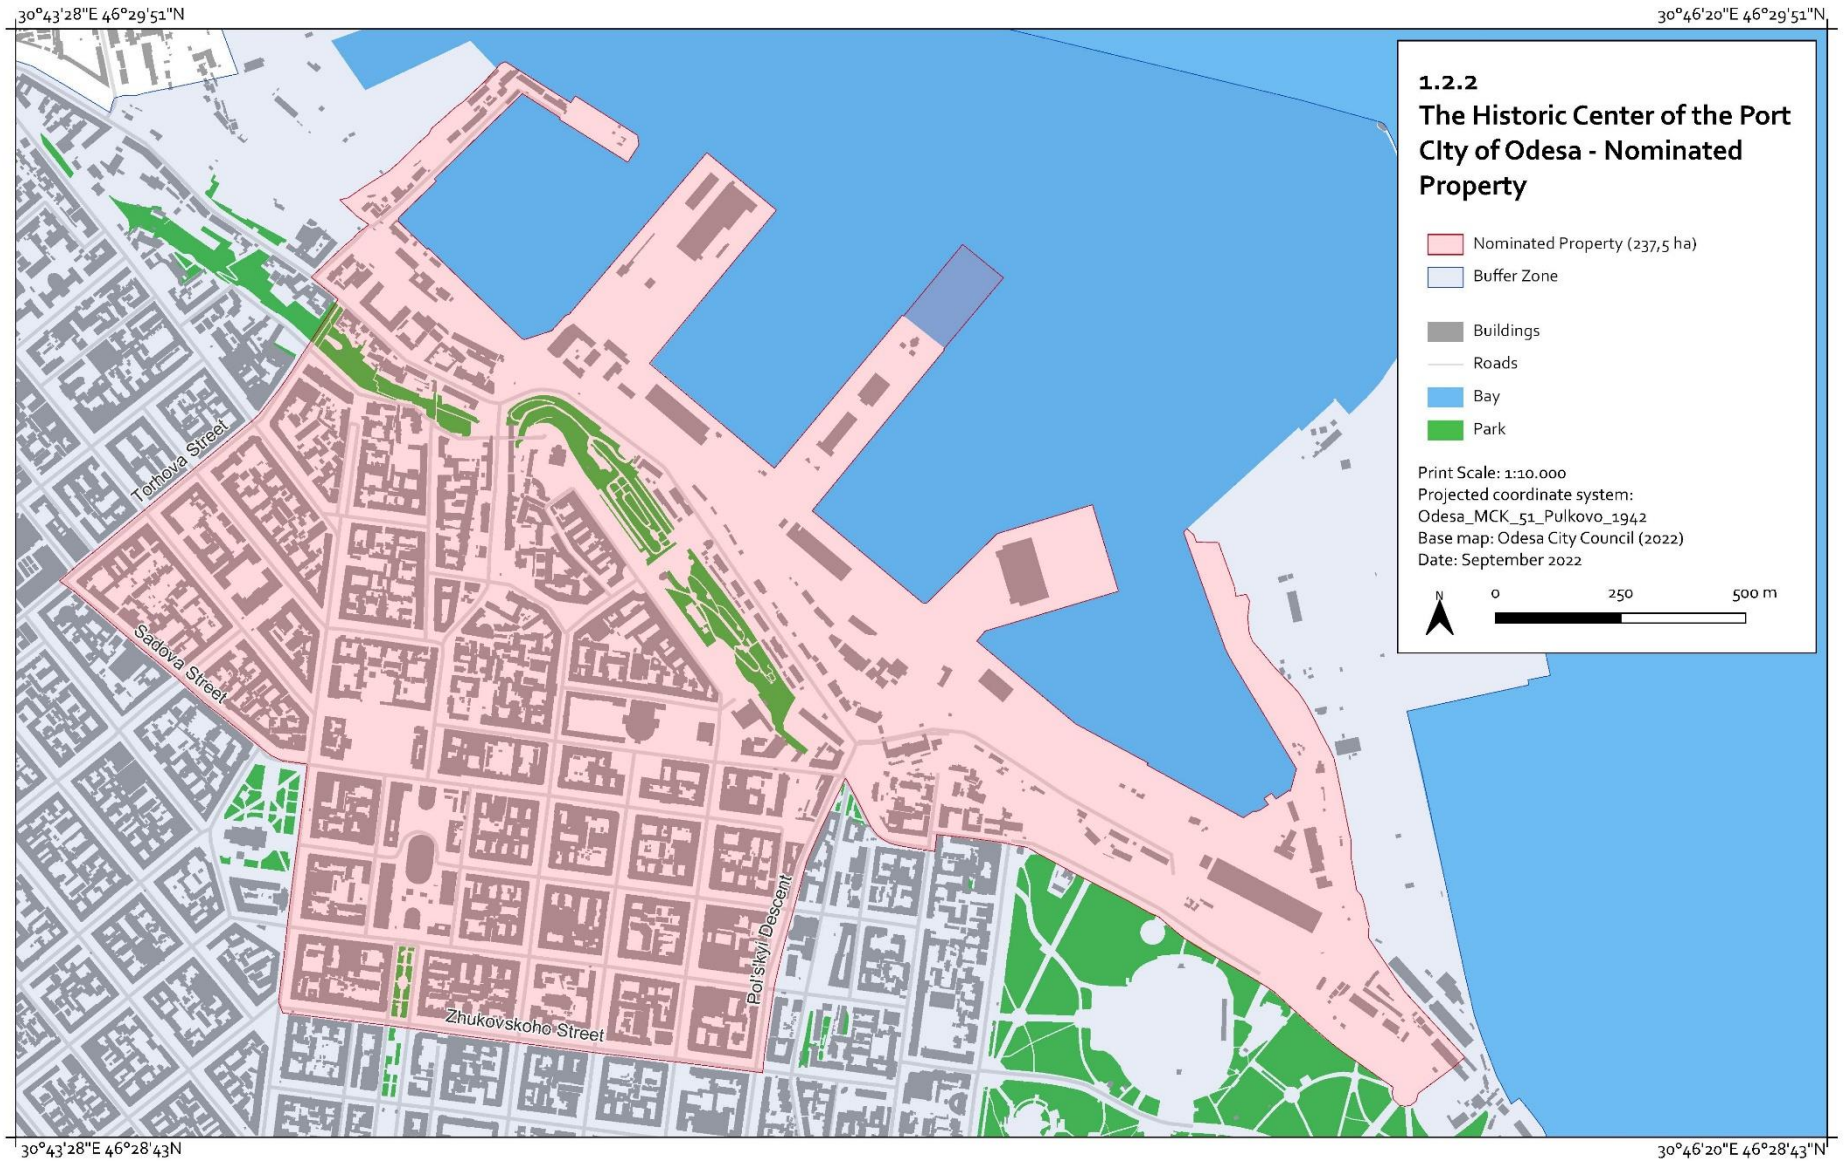 30°43'28"E 46°29'51"N
30°46'20"E 46°29'51"N
1.2.2
The Historic Center of the Port
CIty of Odesa - Nominated
Property
Nominated Property (237,5 ha)
Buffer Zone
Buildings
Roads
Bay
Park
Print Scale: 1:10.000
Projected coordinate system:
Odesa_MCK_51_Pulkovo_1942
Base map: Odesa City Council (2022)
Date: September 2022
N
0 250 500 m
Torhova Street
Sadova Street
Pol's'kyi Descent
Zhukovskoho Street
30°43'28"E 46°28'43N
30°46'20"E 46°28'43"N